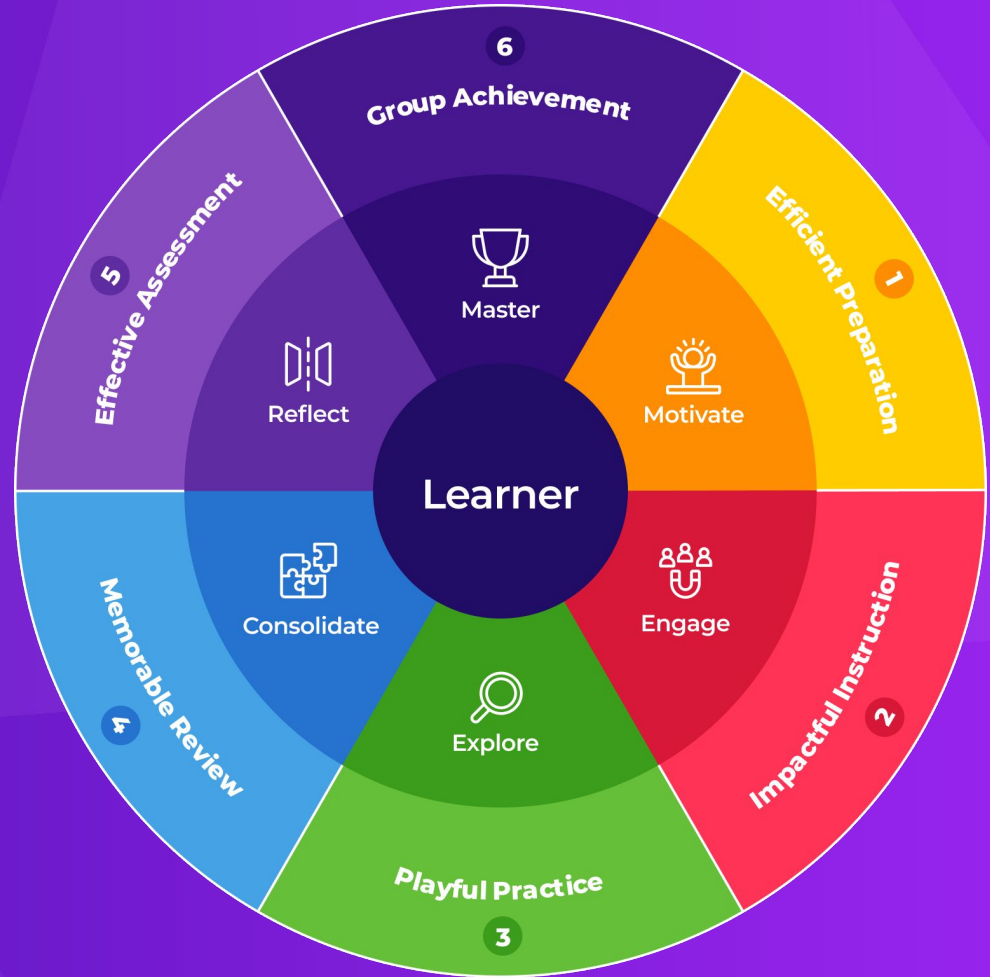 Learner
1
Efficient Preparation
Motivate
2
Impactful Instruction
Engage
3
Playful Practice
Explore
4
Memorable Review
Consolidate
5
Effective Assessment
Reflect
6
Group Achievement
Master